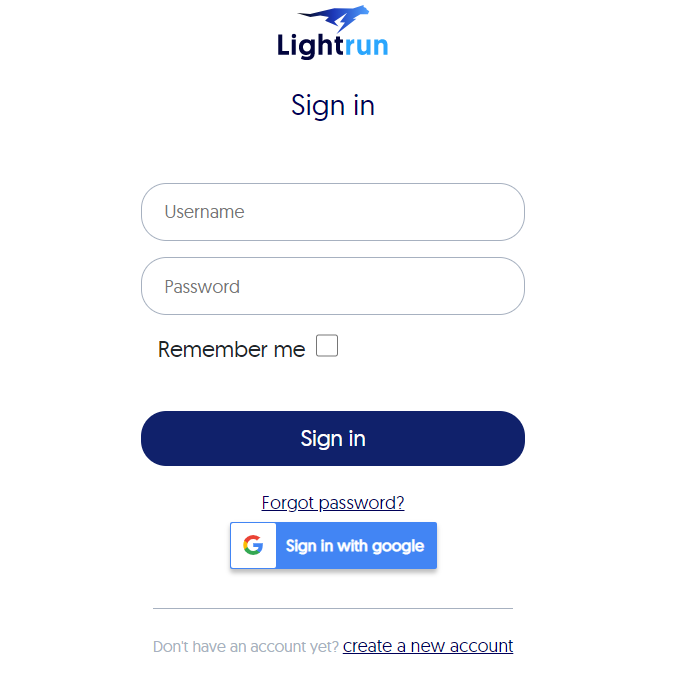 Lightrun
Sign in
Username
Password
Remember me
Sign in
Forgot password?
Sign in with google
Don't have an account yet? create a new account